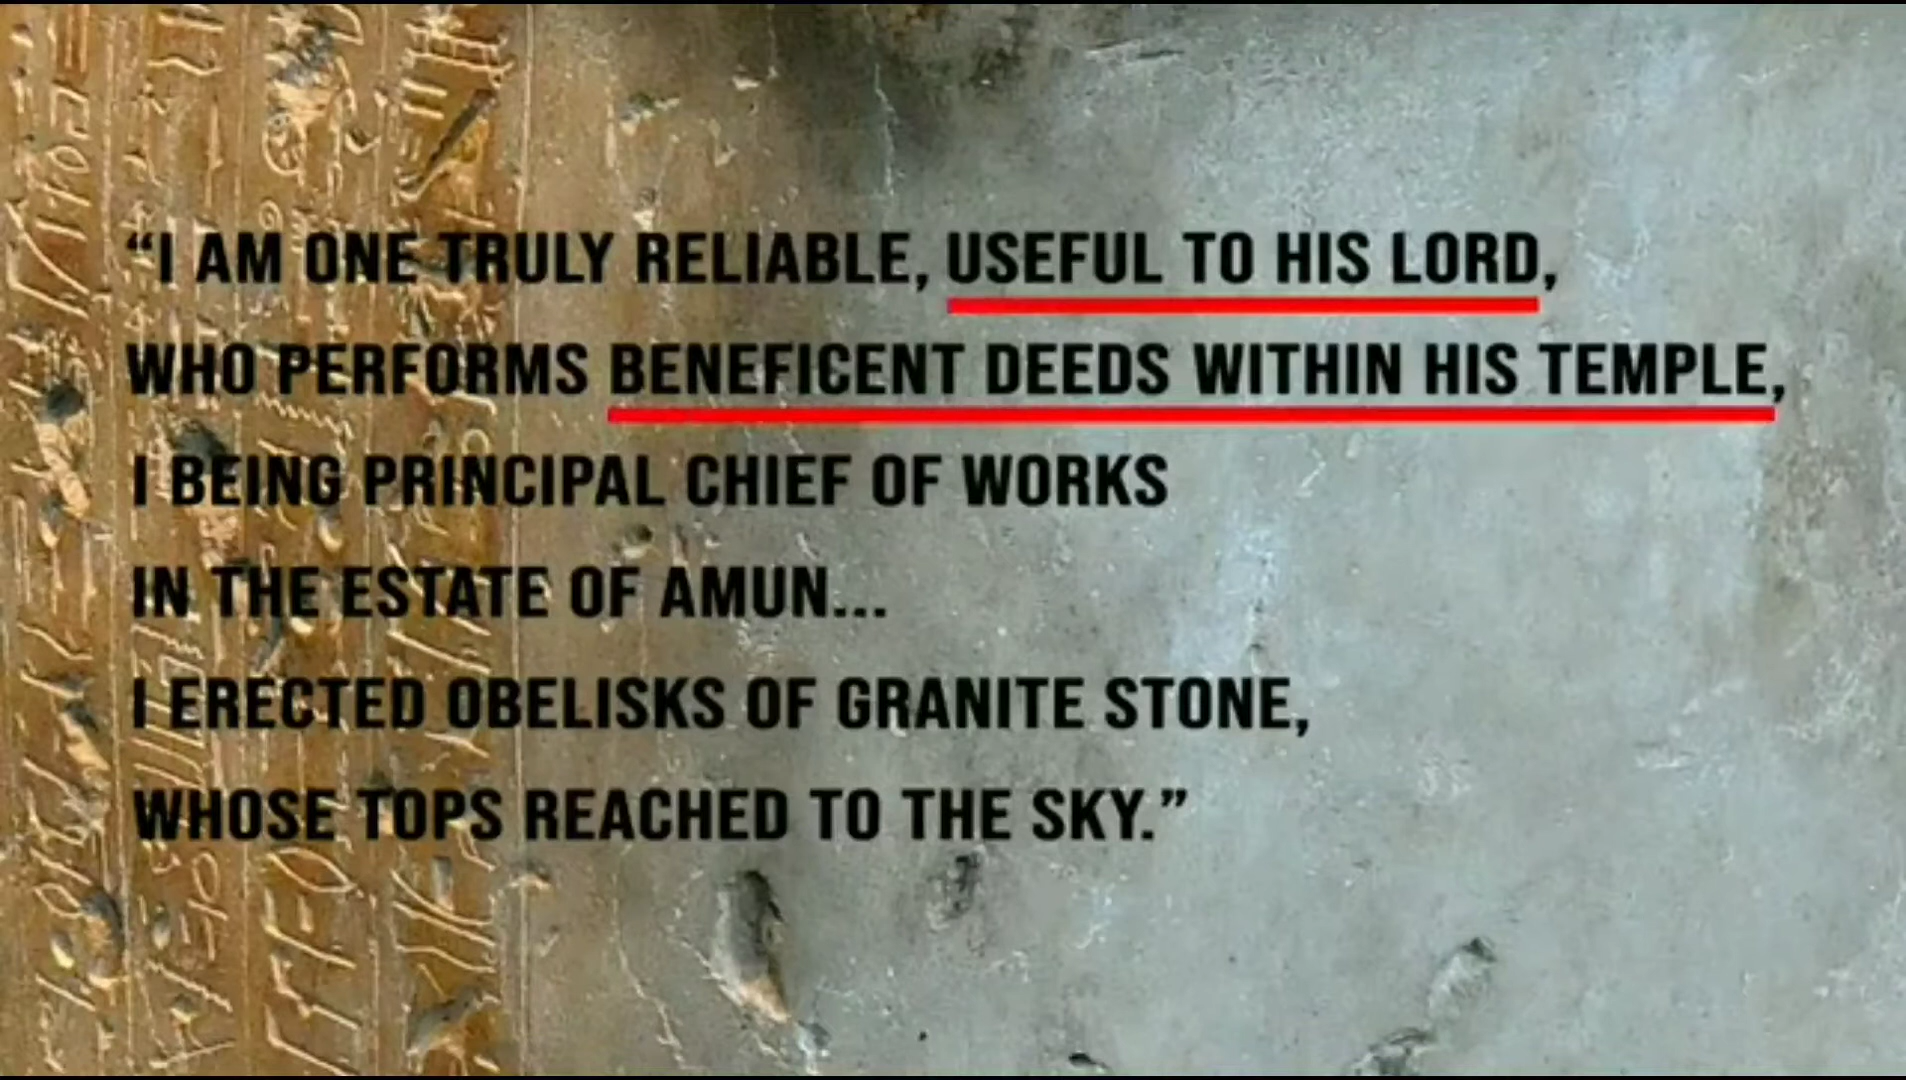 “I AM ONE TRULY RELIABLE, USEFUL TO HIS LORD,
WHO PERFORMS BENEFICENT DEEDS WITHIN HIS TEMPLE,
I BEING PRINCIPAL CHIEF OF WORKS
IN THE ESTATE OF AMUN...
I ERECTED OBELISKS OF GRANITE STONE,
WHOSE TOPS REACHED TO THE SKY.”